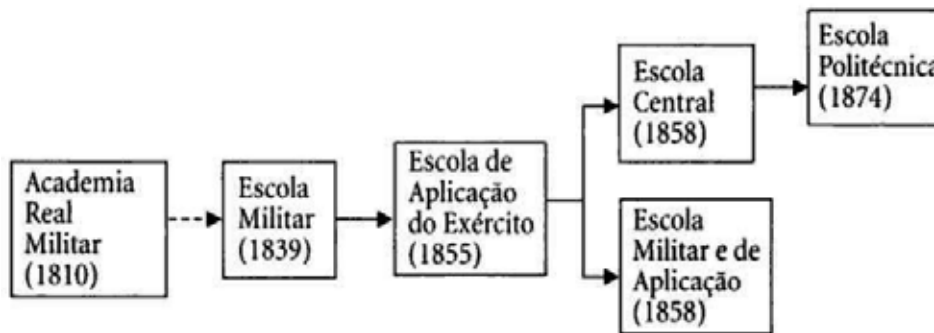 Academia
Real
Militar
(1810)
Escola
Militar
(1839)
Escola de
Aplicação
do Exército
(1855)
Escola
Central
(1858)
Escola
Politécnica
(1874)
Escola
Militar e de
Aplicação
(1858)